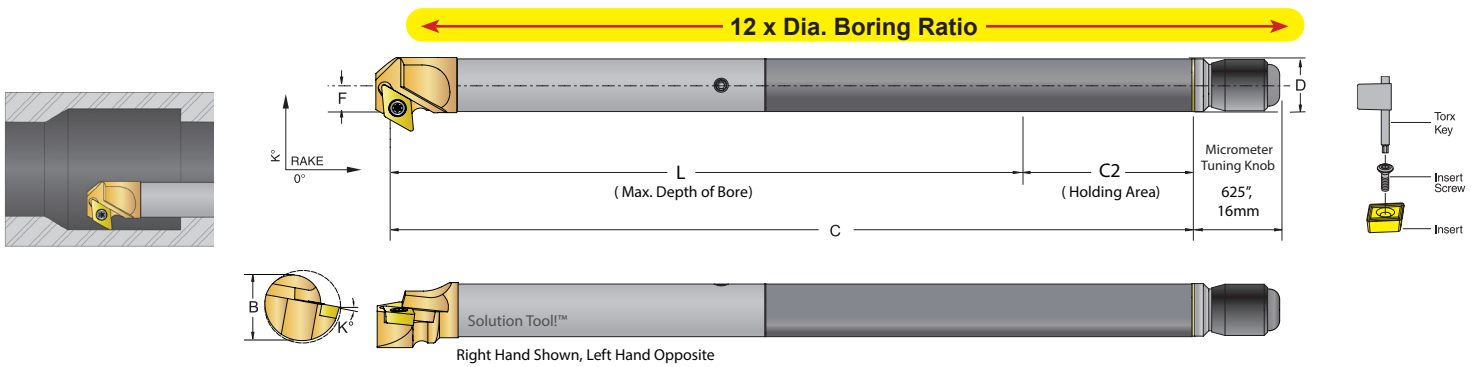 12 x Dia. Boring Ratio
F
D
K°
RAKE
0°
L
(Max. Depth of Bore)
C2
(Holding Area)
Micrometer
Tuning Knob
625”,
16mm
C
Torx
Key
Insert
Screw
Insert
B
K°
Solution Tool!™
Right Hand Shown, Left Hand Opposite